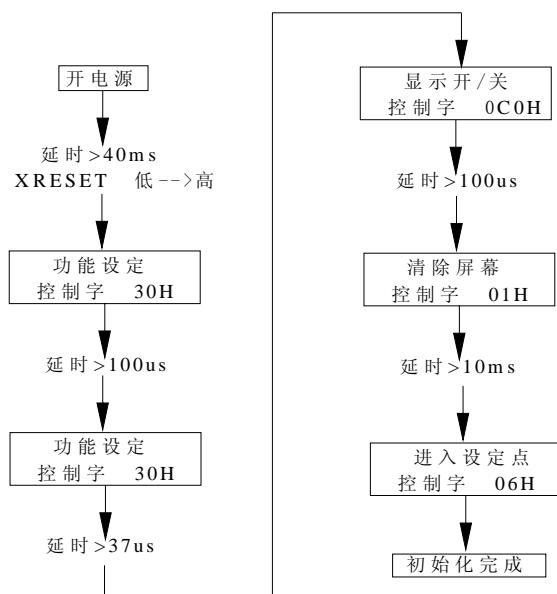 开电源
延时>40ms
XRESET 低-->高
功能设定
控制字 30H
延时>100us
功能设定
控制字 30H
延时>37us
显示开/关
控制字 0C0H
延时>100us
清除屏幕
控制字 01H
延时>10ms
进入设定点
控制字 06H
初始化完成